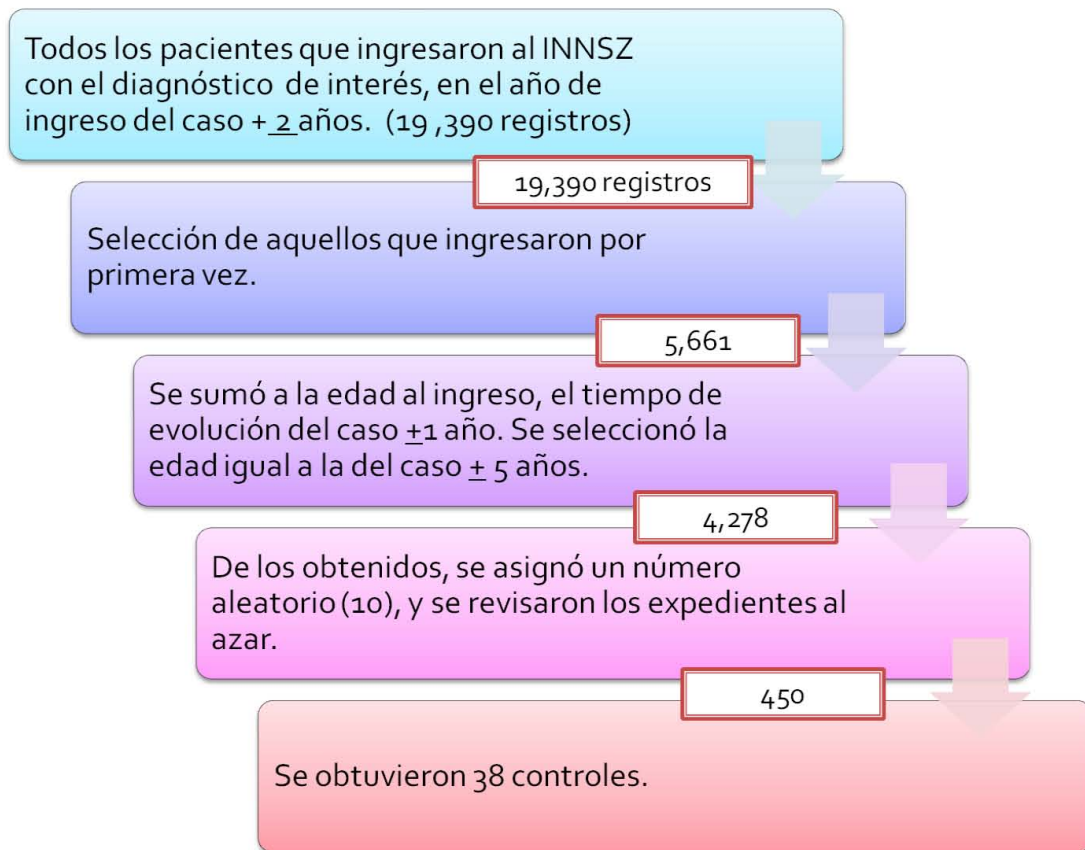 Todos los pacientes que ingresaron al INNSZ
con el diagnóstico de interés, en el año de
ingreso del caso + 2 años. (19 ,390 registros)
19,390 registros
Selección de aquellos que ingresaron por
primera vez.
5,661
Se sumó a la edad al ingreso, el tiempo de
evolución del caso ±1 año. Se seleccionó la
edad igual a la del caso ± 5 años.
4,278
De los obtenidos, se asignó un número
aleatorio (10), y se revisaron los expedientes al
azar.
450
Se obtuvieron 38 controles.